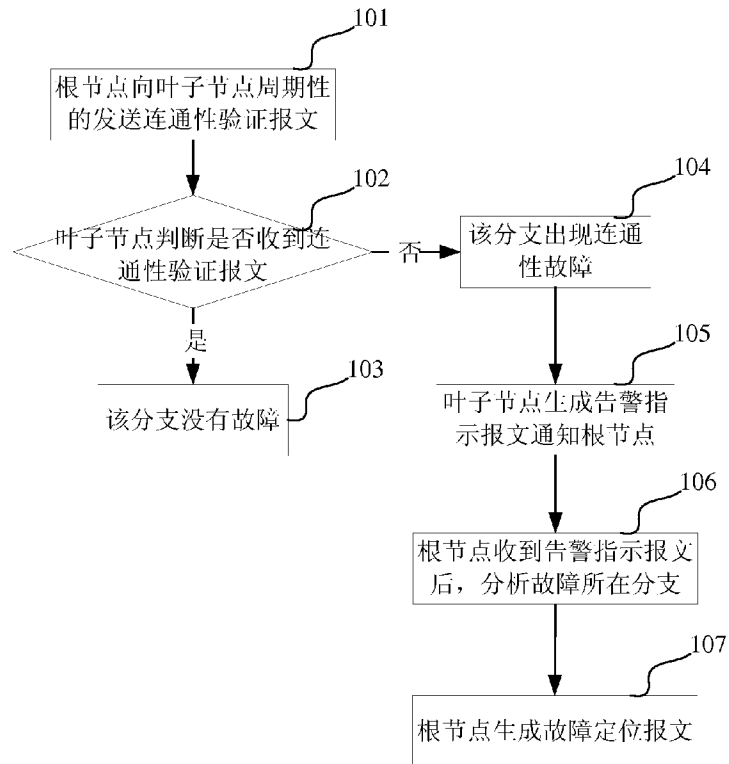 101
根节点向叶子节点周期性
的发送连通性验证报文
102
叶子节点判断是否收到连
通性验证报文
否
104
该分支出现连通
性故障
是
103
该分支没有故障
105
叶子节点生成告警指
示报文通知根节点
106
根节点收到告警指示报文
后，分析故障所在分支
107
根节点生成故障定位报文